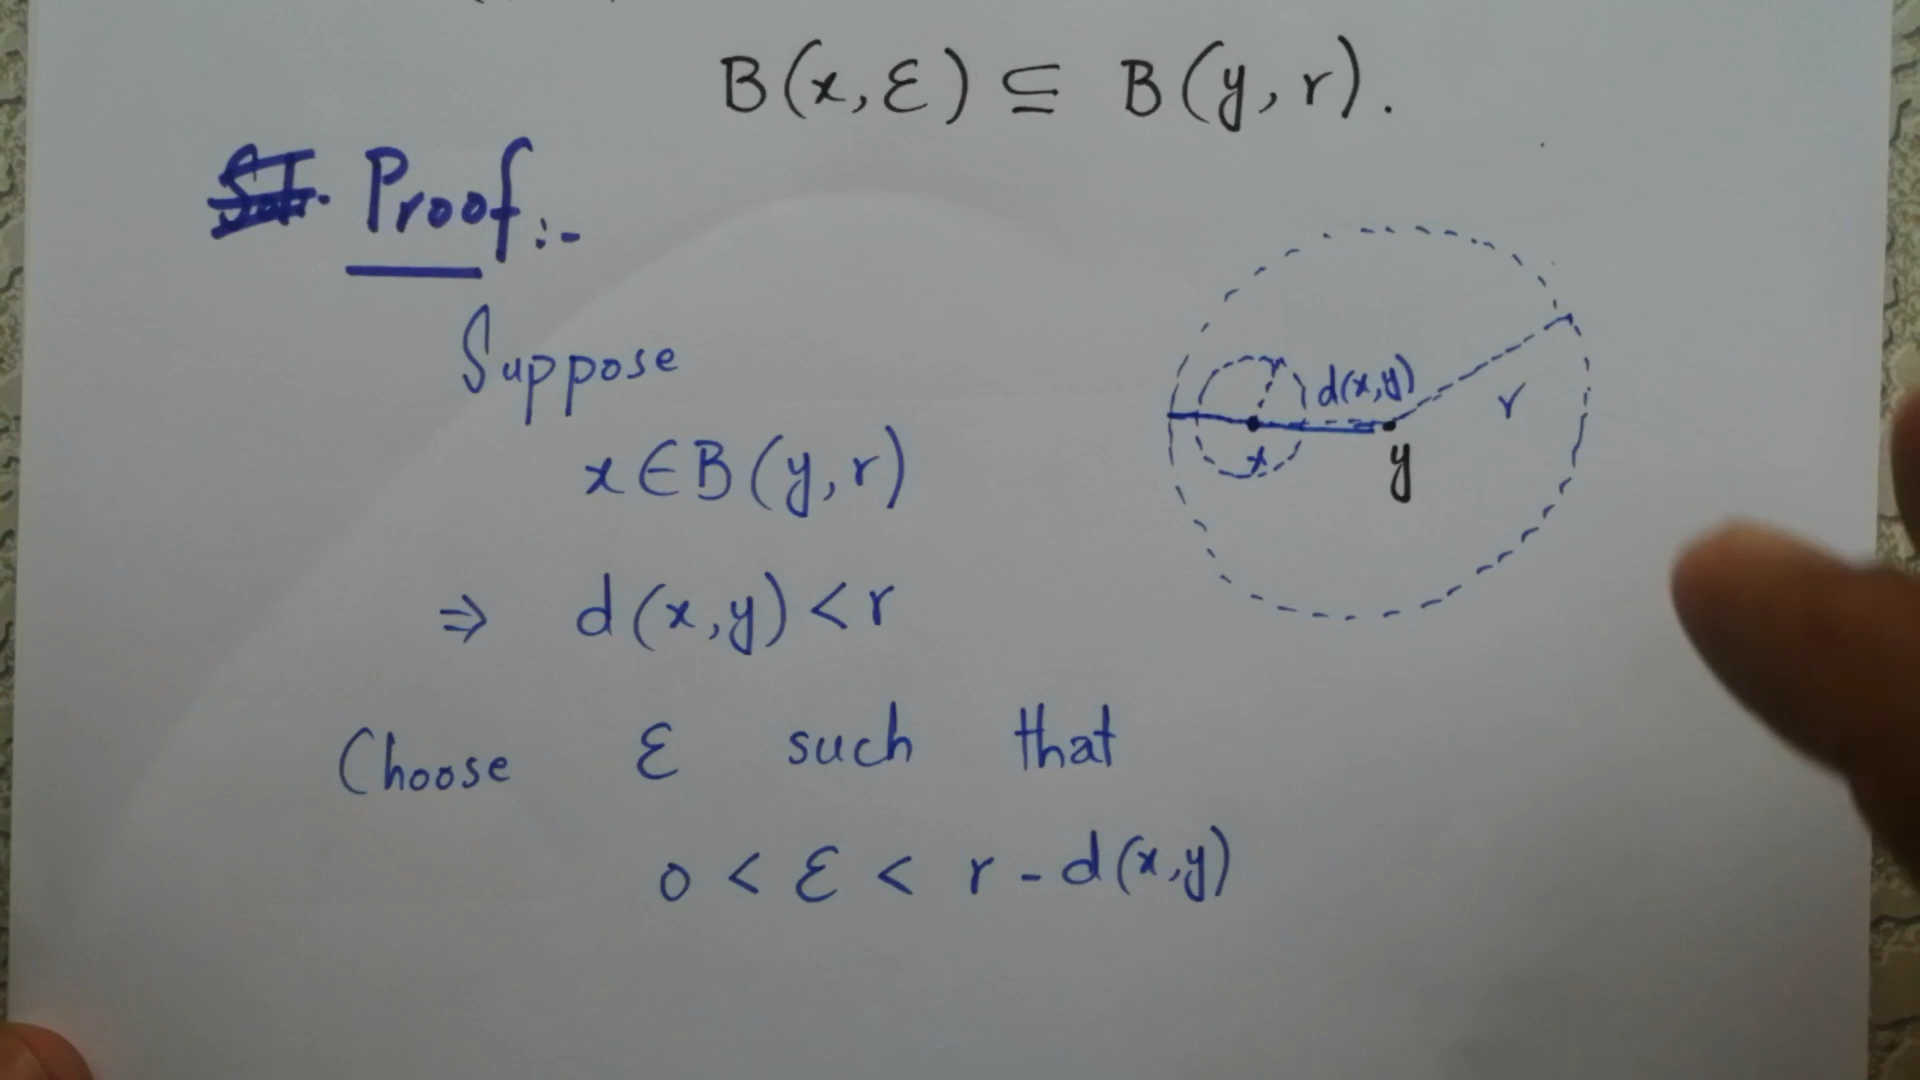 B(x, ε) ⊆ B(y, r).
Proof:-
Suppose
x ∈ B(y, r)
⇒ d(x, y) < r
Choose ε such that
0 < ε < r - d(x, y)
d(x, y)
r
x
y